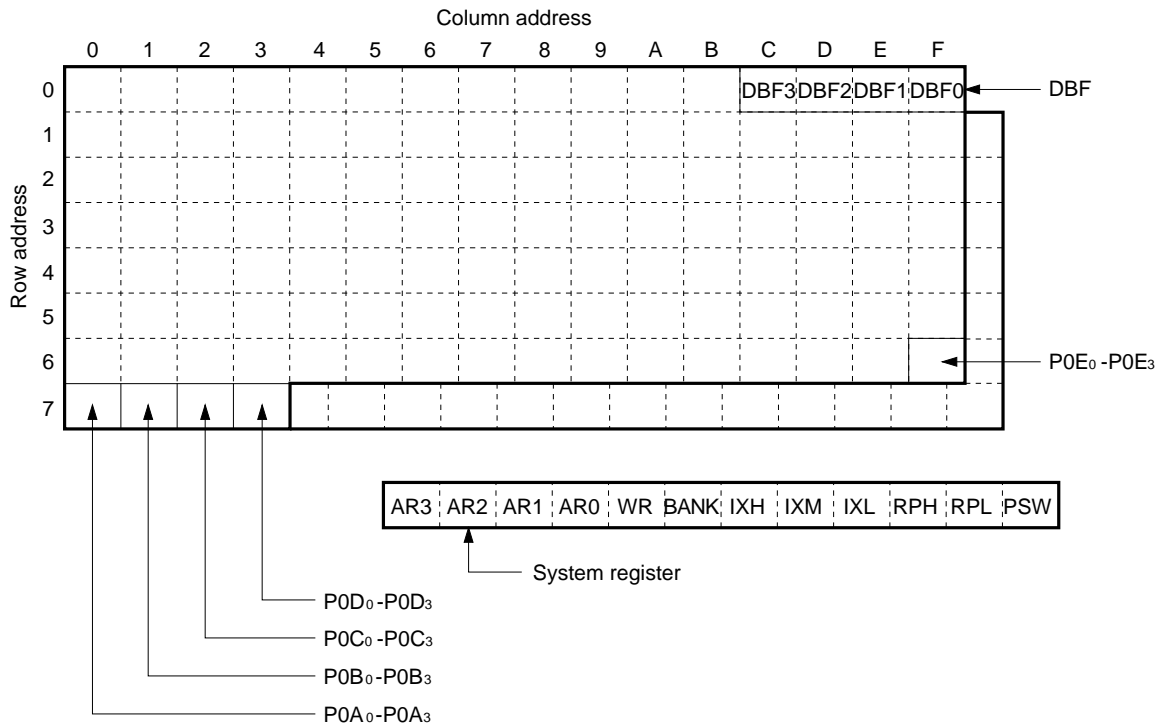 Column address
0 1 2 3 4 5 6 7 8 9 A B C D E F
0 DBF3 DBF2 DBF1 DBF0 DBF
1
2
3
4
5
6 P0E₀-P0E₃
7
Row address
AR3 AR2 AR1 AR0 WR BANK IXH IXM IXL RPH RPL PSW
System register
P0D₀-P0D₃
P0C₀-P0C₃
P0B₀-P0B₃
P0A₀-P0A₃